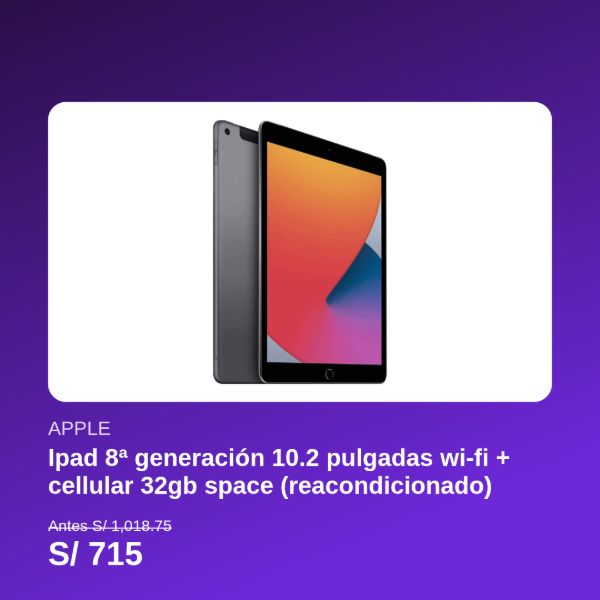 APPLE
Ipad 8ª generación 10.2 pulgadas wi-fi +
cellular 32gb space (reacondicionado)
Antes S/ 1,018.75
S/ 715